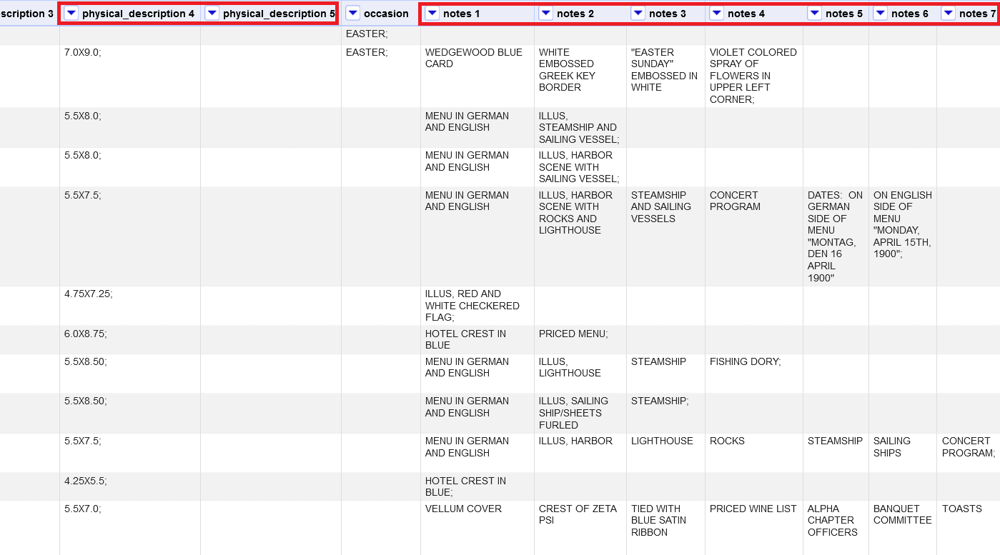 scription 3 physical_description 4 physical_description 5 occasion notes 1 notes 2 notes 3 notes 4 notes 5 notes 6 notes 7
EASTER;
7.0X9.0; EASTER; WEDGEWOOD BLUE WHITE "EASTER VIOLET COLORED
CARD EMBOSSED SUNDAY" SPRAY OF
GREEK KEY EMBOSSED IN FLOWERS IN
BORDER WHITE UPPER LEFT
CORNER;
5.5X8.0; MENU IN GERMAN ILLUS,
AND ENGLISH STEAMSHIP AND
SAILING VESSEL;
5.5X8.0; MENU IN GERMAN ILLUS, HARBOR
AND ENGLISH SCENE WITH
SAILING VESSEL;
5.5X7.5; MENU IN GERMAN ILLUS, HARBOR STEAMSHIP CONCERT DATES: ON ON ENGLISH
AND ENGLISH SCENE WITH AND SAILING PROGRAM GERMAN SIDE OF
ROCKS AND VESSELS SIDE OF MENU
LIGHTHOUSE MENU "MONDAY,
"MONTAG, APRIL 15TH,
DEN 16 1900";
APRIL
1900"
4.75X7.25; ILLUS, RED AND
WHITE CHECKERED
FLAG;
6.0X8.75; HOTEL CREST IN PRICED MENU;
BLUE
5.5X8.50; MENU IN GERMAN ILLUS, STEAMSHIP FISHING DORY;
AND ENGLISH LIGHTHOUSE
5.5X8.50; MENU IN GERMAN ILLUS, SAILING STEAMSHIP;
AND ENGLISH SHIP/SHEETS
FURLED
5.5X7.5; MENU IN GERMAN ILLUS, HARBOR LIGHTHOUSE ROCKS STEAMSHIP SAILING CONCERT
AND ENGLISH SHIPS PROGRAM;
4.25X5.5; HOTEL CREST IN
BLUE;
5.5X7.0; VELLUM COVER CREST OF ZETA TIED WITH PRICED WINE LIST ALPHA BANQUET TOASTS
PSI BLUE SATIN CHAPTER COMMITTEE
RIBBON OFFICERS